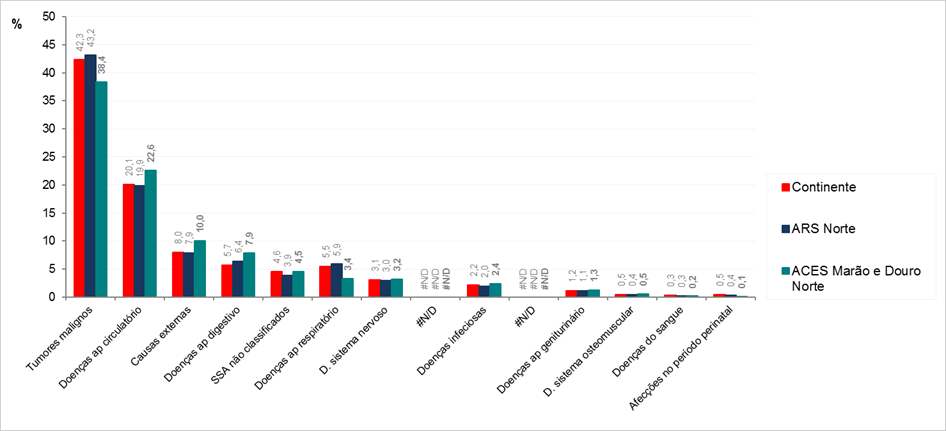 %
50
45
40
35
30
25
20
15
10
5
0
42,3
43,2
38,4
20,1
19,9
22,6
8,0
7,9
10,0
5,7
6,4
7,9
4,6
3,9
4,5
5,5
5,9
3,4
3,1
3,0
3,2
#N/D
#N/D
#N/D
2,2
2,0
2,4
#N/D
#N/D
#N/D
1,2
1,1
1,3
0,5
0,4
0,5
0,3
0,3
0,2
0,5
0,4
0,1
Tumores malignos
Doenças ap circulatório
Causas externas
Doenças ap digestivo
SSA não classificados
Doenças ap respiratório
D. sistema nervoso
#N/D
Doenças infeciosas
#N/D
Doenças ap geniturinário
D. sistema osteomuscular
Doenças do sangue
Afecções no período perinatal
Continente
ARS Norte
ACES Marão e Douro
Norte